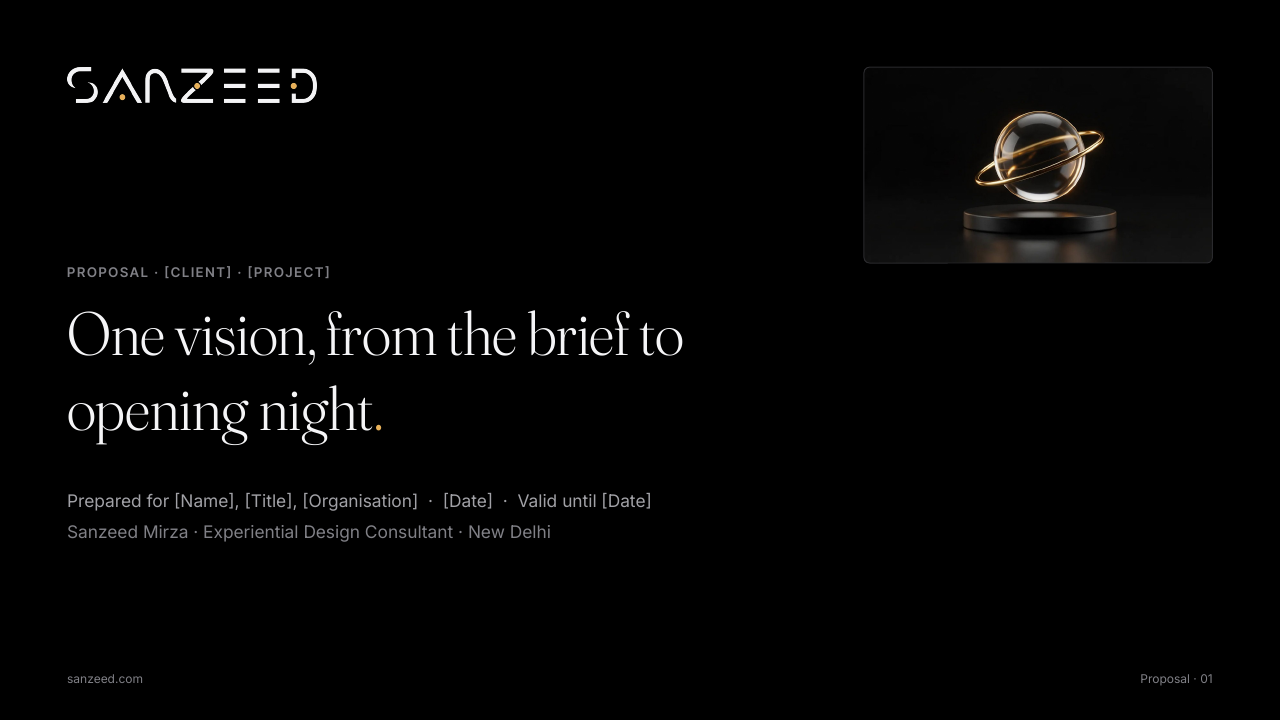 SANZEED
PROPOSAL · [CLIENT] · [PROJECT]
One vision, from the brief to
opening night.
Prepared for [Name], [Title], [Organisation] · [Date] · Valid until [Date]
Sanzeed Mirza · Experiential Design Consultant · New Delhi
sanzeed.com
Proposal · 01